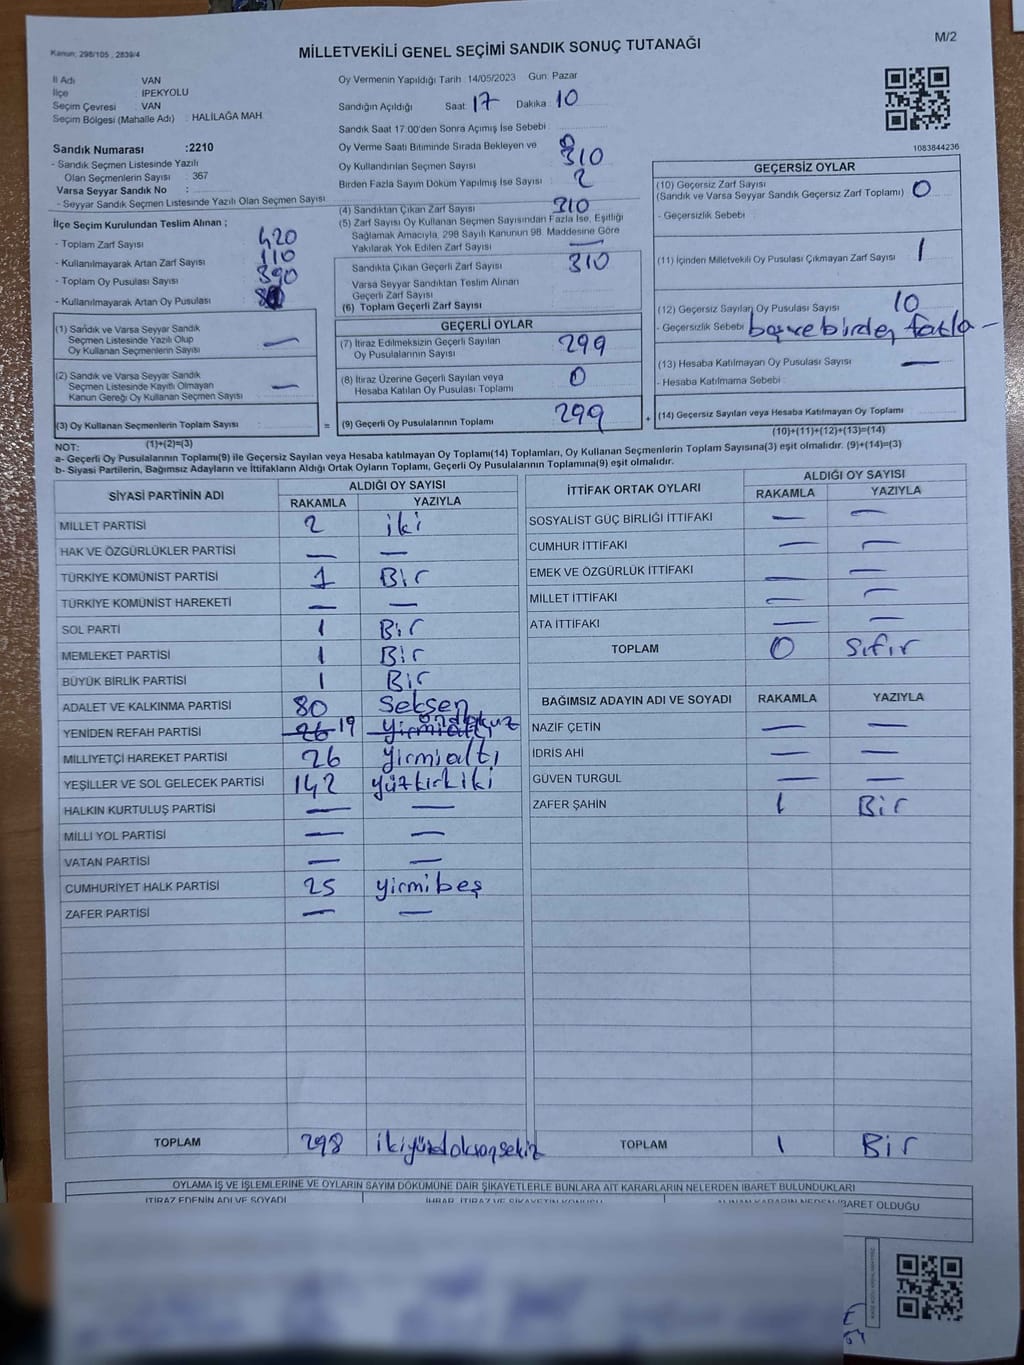 Kanun: 298/105 , 2839/4
MİLLETVEKİLİ GENEL SEÇİMİ SANDIK SONUÇ TUTANAĞI
M/2
İl Adı VAN
İlçe İPEKYOLU
Seçim Çevresi : VAN
Seçim Bölgesi (Mahalle Adı) : HALİLAĞA MAH.
Sandık Numarası :2210
- Sandık Seçmen Listesinde Yazılı
Olan Seçmenlerin Sayısı : 367
Varsa Seyyar Sandık No :
- Seyyar Sandık Seçmen Listesinde Yazılı Olan Seçmen Sayısı
Oy Vermenin Yapıldığı Tarih : 14/05/2023 Gün: Pazar
Sandığın Açıldığı Saat: 17 Dakika: 10
Sandık Saat 17:00'den Sonra Açımış İse Sebebi :
Oy Verme Saati Bitiminde Sırada Bekleyen ve
Oy Kullandırılan Seçmen Sayısı 310
Birden Fazla Sayım Döküm Yapılmış İse Sayısı : 2
1083844236
İlçe Seçim Kurulundan Teslim Alınan ;
- Toplam Zarf Sayısı 420
- Kullanılmayarak Artan Zarf Sayısı 110
- Toplam Oy Pusulası Sayısı 390
- Kullanılmayarak Artan Oy Pusulası
(4) Sandıktan Çıkan Zarf Sayısı 310
(5) Zarf Sayısı Oy Kullanan Seçmen Sayısından Fazla İse, Eşitliği
Sağlamak Amacıyla, 298 Sayılı Kanunun 98. Maddesine Göre
Yakılarak Yok Edilen Zarf Sayısı —
Sandıkta Çıkan Geçerli Zarf Sayısı 310
Varsa Seyyar Sandıktan Teslim Alınan
Geçerli Zarf Sayısı
(6) Toplam Geçerli Zarf Sayısı
GEÇERSİZ OYLAR
(10) Geçersiz Zarf Sayısı
(Sandık ve Varsa Seyyar Sandık Geçersiz Zarf Toplamı) 0
- Geçersizlik Sebebi
(11) İçinden Milletvekili Oy Pusulası Çıkmayan Zarf Sayısı 1
(12) Geçersiz Sayılan Oy Pusulası Sayısı 10
- Geçersizlik Sebebi boş ve birden fazla –
(13) Hesaba Katılmayan Oy Pusulası Sayısı —
- Hesaba Katılmama Sebebi
(14) Geçersiz Sayılan veya Hesaba Katılmayan Oy Toplamı
(10)+(11)+(12)+(13)=(14)
(1) Sandık ve Varsa Seyyar Sandık
Seçmen Listesinde Yazılı Olup
Oy Kullanan Seçmenlerin Sayısı —
(2) Sandık ve Varsa Seyyar Sandık
Seçmen Listesinde Kayıtlı Olmayan
Kanun Gereği Oy Kullanan Seçmen Sayısı —
(3) Oy Kullanan Seçmenlerin Toplam Sayısı =
(1)+(2)=(3)
GEÇERLİ OYLAR
(7) İtiraz Edilmeksizin Geçerli Sayılan
Oy Pusulalarının Sayısı 299
(8) İtiraz Üzerine Geçerli Sayılan veya
Hesaba Katılan Oy Pusulası Toplamı 0
(9) Geçerli Oy Pusulalarının Toplamı 299 +
NOT:
a- Geçerli Oy Pusulalarının Toplamı(9) ile Geçersiz Sayılan veya Hesaba katılmayan Oy Toplamı(14) Toplamları, Oy Kullanan Seçmenlerin Toplam Sayısına(3) eşit olmalıdır. (9)+(14)=(3)
b- Siyasi Partilerin, Bağımsız Adayların ve İttifakların Aldığı Ortak Oyların Toplamı, Geçerli Oy Pusulalarının Toplamına(9) eşit olmalıdır.
SİYASİ PARTİNİN ADI ALDIĞI OY SAYISI
RAKAMLA YAZIYLA
MİLLET PARTİSİ 2 iki
HAK VE ÖZGÜRLÜKLER PARTİSİ — —
TÜRKİYE KOMÜNİST PARTİSİ 1 Bir
TÜRKİYE KOMÜNİST HAREKETİ — —
SOL PARTİ 1 Bir
MEMLEKET PARTİSİ 1 Bir
BÜYÜK BİRLİK PARTİSİ 1 Bir
ADALET VE KALKINMA PARTİSİ 80 Seksen
YENİDEN REFAH PARTİSİ 26 19 yirmialtı ondokuz
MİLLİYETÇİ HAREKET PARTİSİ 26 yirmialtı
YEŞİLLER VE SOL GELECEK PARTİSİ 142 yüzkırkiki
HALKIN KURTULUŞ PARTİSİ — —
MİLLİ YOL PARTİSİ — —
VATAN PARTİSİ — —
CUMHURİYET HALK PARTİSİ 25 yirmibeş
ZAFER PARTİSİ — —
TOPLAM 298 ikiyüzdoksansekiz
İTTİFAK ORTAK OYLARI ALDIĞI OY SAYISI
RAKAMLA YAZIYLA
SOSYALİST GÜÇ BİRLİĞİ İTTİFAKI — —
CUMHUR İTTİFAKI — —
EMEK VE ÖZGÜRLÜK İTTİFAKI — —
MİLLET İTTİFAKI — —
ATA İTTİFAKI — —
TOPLAM 0 Sıfır
BAĞIMSIZ ADAYIN ADI VE SOYADI RAKAMLA YAZIYLA
NAZİF ÇETİN — —
İDRİS AHİ — —
GÜVEN TURGUL — —
ZAFER ŞAHİN 1 Bir
TOPLAM 1 Bir
OYLAMA İŞ VE İŞLEMLERİNE VE OYLARIN SAYIM DÖKÜMÜNE DAİR ŞİKAYETLERLE BUNLARA AİT KARARLARIN NELERDEN İBARET BULUNDUKLARI
İTİRAZ EDENİN ADI VE SOYADI İHBAR, İTİRAZ VE ŞİKAYETİN KONUSU ALINAN KARARIN NEDEN İBARET OLDUĞU